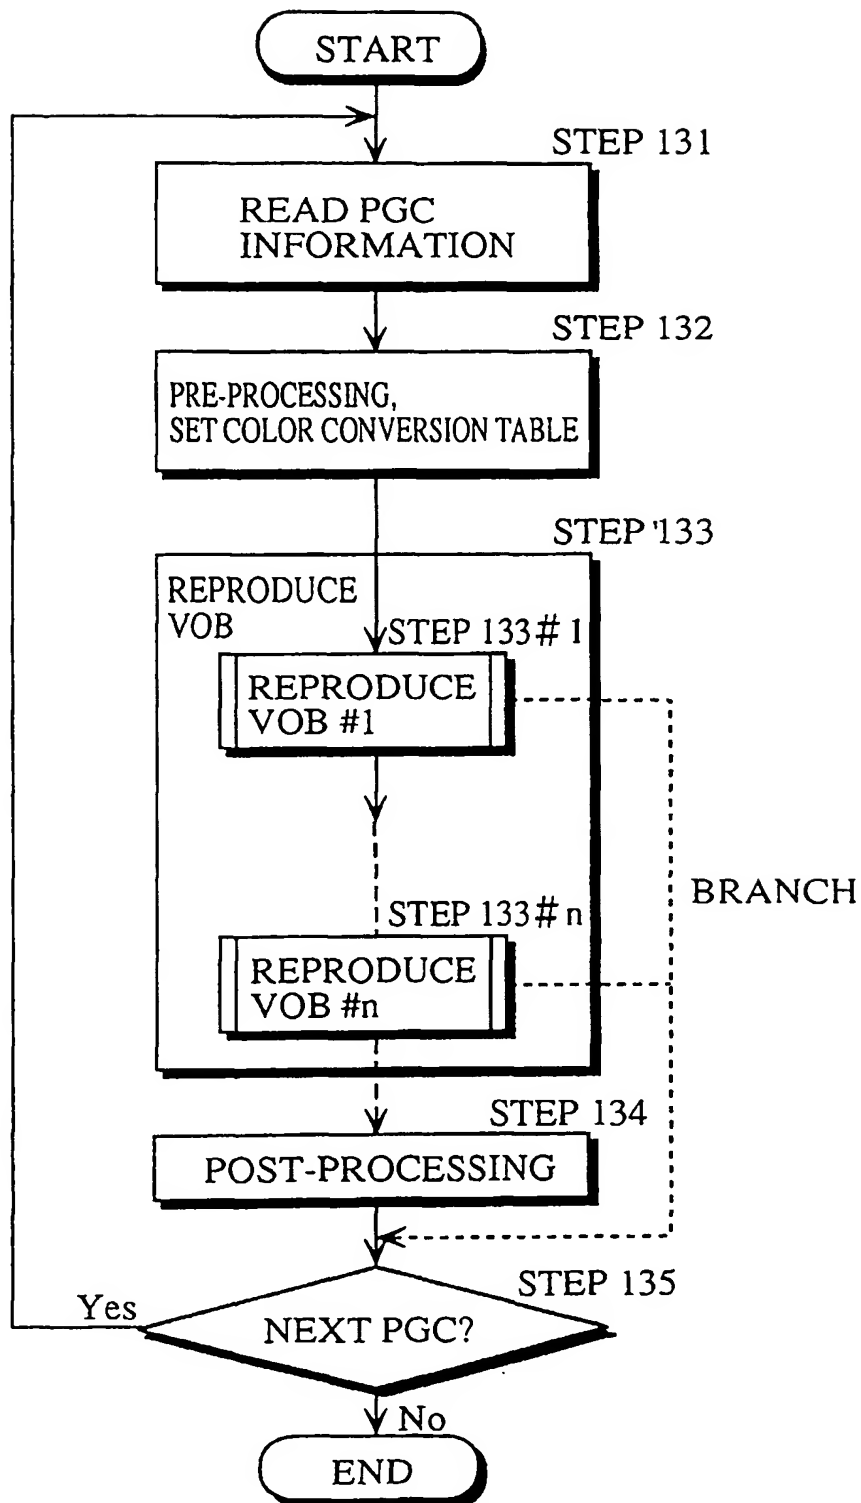 START
STEP 131
READ PGC
INFORMATION
STEP 132
PRE-PROCESSING,
SET COLOR CONVERSION TABLE
STEP 133
REPRODUCE
VOB
STEP 133#1
REPRODUCE
VOB #1
BRANCH
STEP 133#n
REPRODUCE
VOB #n
STEP 134
POST-PROCESSING
STEP 135
Yes
NEXT PGC?
No
END